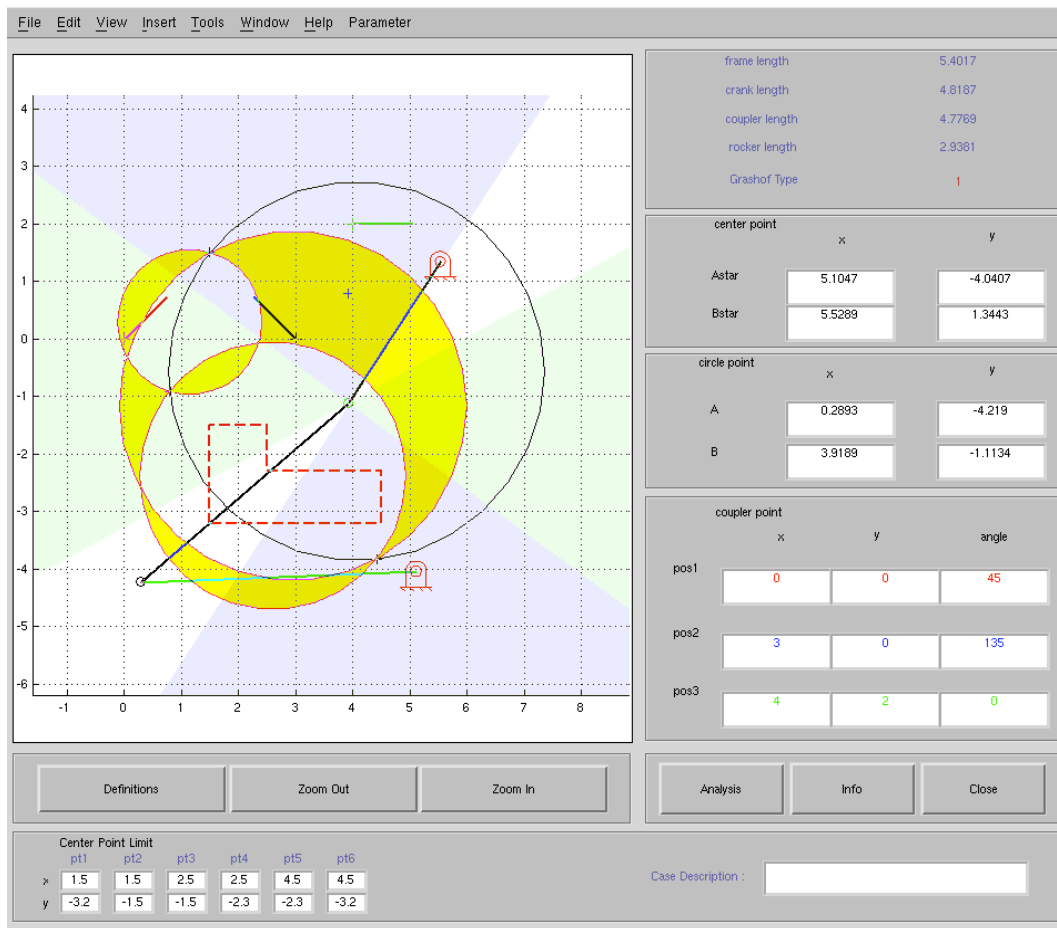 File Edit View Insert Tools Window Help Parameter
frame length 5.4017
crank length 4.8187
coupler length 4.7769
rocker length 2.9381
Grashof Type 1
center point
x y
Astar 5.1047 -4.0407
Bstar 5.5289 1.3443
circle point
x y
A 0.2893 -4.219
B 3.9189 -1.1134
coupler point
x y angle
pos1 0 0 45
pos2 3 0 135
pos3 4 2 0
4
3
2
1
0
-1
-2
-3
-4
-5
-6
-1 0 1 2 3 4 5 6 7 8
Definitions Zoom Out Zoom In
Analysis Info Close
Center Point Limit
pt1 pt2 pt3 pt4 pt5 pt6
x 1.5 1.5 2.5 2.5 4.5 4.5
y -3.2 -1.5 -1.5 -2.3 -2.3 -3.2
Case Description :